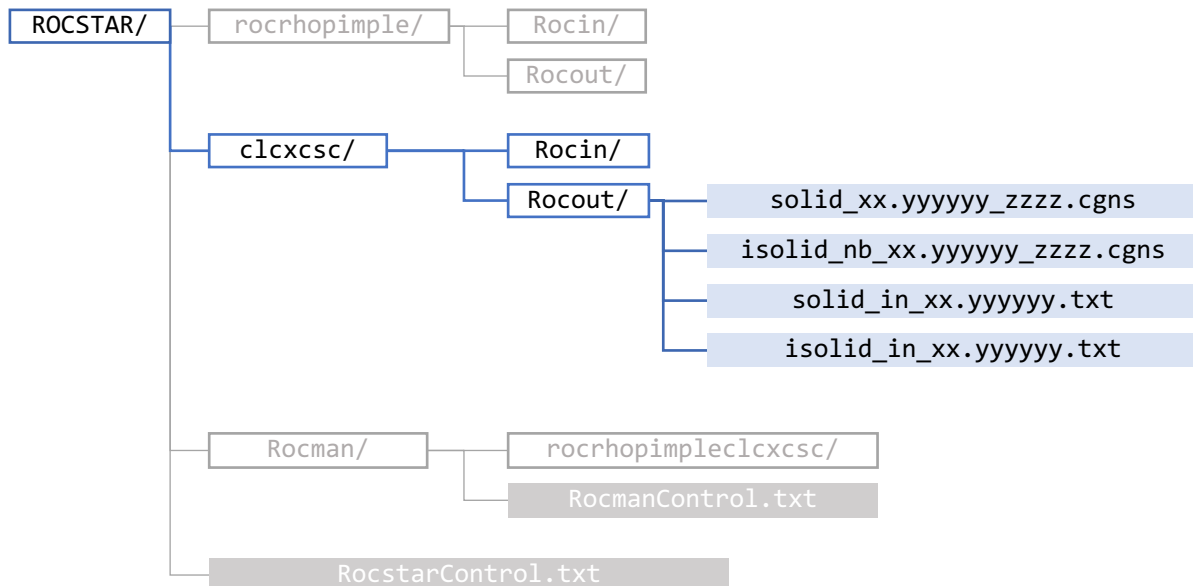 ROCSTAR/
rocrhopimple/
Rocin/
Rocout/
clcxcsc/
Rocin/
Rocout/
solid_xx.yyyyyy_zzzz.cgns
isolid_nb_xx.yyyyyy_zzzz.cgns
solid_in_xx.yyyyyy.txt
isolid_in_xx.yyyyyy.txt
Rocman/
rocrhopimpleclcxcsc/
RocmanControl.txt
RocstarControl.txt